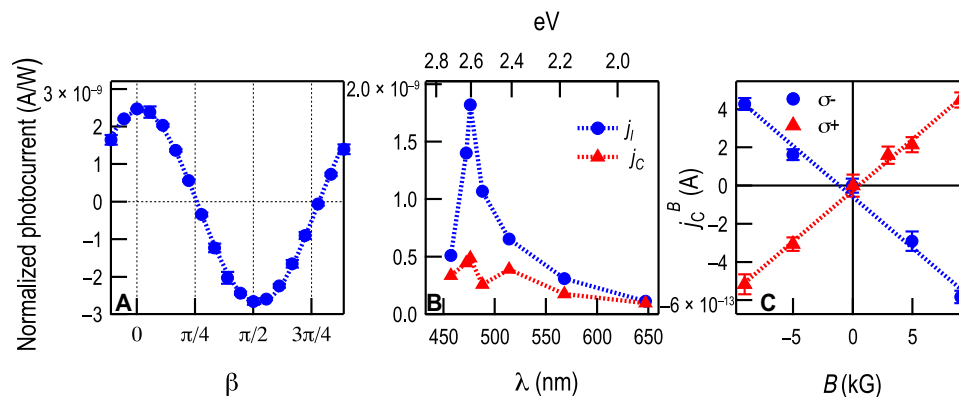 eV
2.8 2.6 2.4 2.2 2.0
Normalized photocurrent (A/W)
3 × 10⁻⁹
2
1
0
−1
−2
−3
A
0 π/4 π/2 3π/4
β
2.0 × 10⁻⁹
1.5
1.0
0.5
0.0
j_I
j_C
B
450 500 550 600 650
λ (nm)
j_C^B (A)
4
2
0
−2
−4
−6 × 10⁻¹³
σ-
σ+
C
−5 0 5
B (kG)